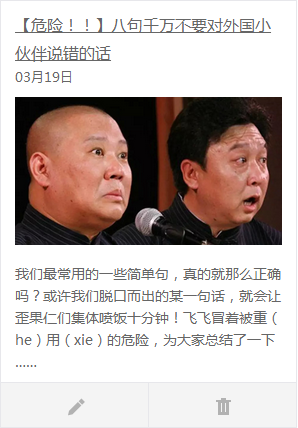 【危险！！】八句千万不要对外国小
伙伴说错的话
03月19日
我们最常用的一些简单句，真的就那么正确
吗？或许我们脱口而出的某一句话，就会让
歪果仁们集体喷饭十分钟！飞飞冒着被重（
he）用（xie）的危险，为大家总结了一下
......